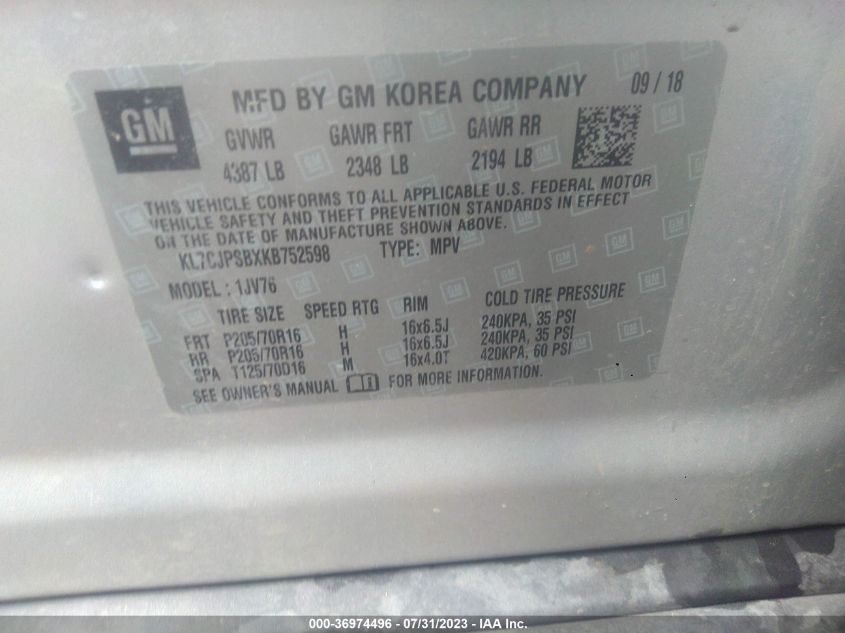 GM
MFD BY GM KOREA COMPANY 09 / 18
GVWR GAWR FRT GAWR RR
4387 LB 2348 LB 2194 LB
THIS VEHICLE CONFORMS TO ALL APPLICABLE U.S. FEDERAL MOTOR
VEHICLE SAFETY AND THEFT PREVENTION STANDARDS IN EFFECT
ON THE DATE OF MANUFACTURE SHOWN ABOVE.
KL7CJPSBXKB752598 TYPE: MPV
MODEL : 1JV76
TIRE SIZE SPEED RTG RIM COLD TIRE PRESSURE
FRT P205/70R16 H 16x6.5J 240KPA, 35 PSI
RR P205/70R16 H 16x6.5J 240KPA, 35 PSI
SPA T125/70D16 M 16x4.0T 420KPA, 60 PSI
SEE OWNER'S MANUAL FOR MORE INFORMATION.
000-36974496 - 07/31/2023 - IAA Inc.